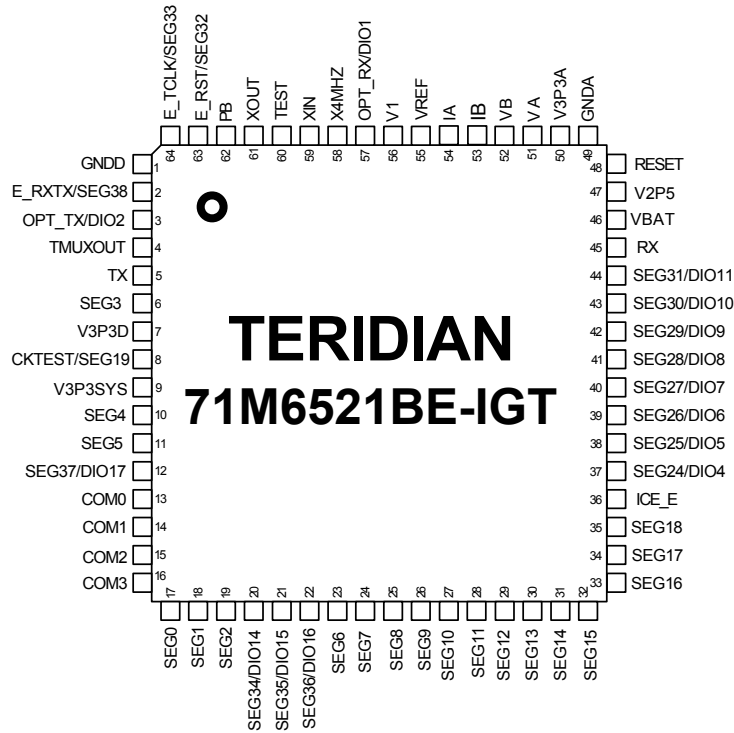 E_TCLK/SEG33
E_RST/SEG32
PB
XOUT
TEST
XIN
X4MHZ
OPT_RX/DIO1
V1
VREF
IA
IB
VB
VA
V3P3A
GNDA
64
63
62
61
60
59
58
57
56
55
54
53
52
51
50
49
GNDD 1
E_RXTX/SEG38 2
OPT_TX/DIO2 3
TMUXOUT 4
TX 5
SEG3 6
V3P3D 7
CKTEST/SEG19 8
V3P3SYS 9
SEG4 10
SEG5 11
SEG37/DIO17 12
COM0 13
COM1 14
COM2 15
COM3 16
TERIDIAN
71M6521BE-IGT
48 RESET
47 V2P5
46 VBAT
45 RX
44 SEG31/DIO11
43 SEG30/DIO10
42 SEG29/DIO9
41 SEG28/DIO8
40 SEG27/DIO7
39 SEG26/DIO6
38 SEG25/DIO5
37 SEG24/DIO4
36 ICE_E
35 SEG18
34 SEG17
33 SEG16
17
18
19
20
21
22
23
24
25
26
27
28
29
30
31
32
SEG0
SEG1
SEG2
SEG34/DIO14
SEG35/DIO15
SEG36/DIO16
SEG6
SEG7
SEG8
SEG9
SEG10
SEG11
SEG12
SEG13
SEG14
SEG15